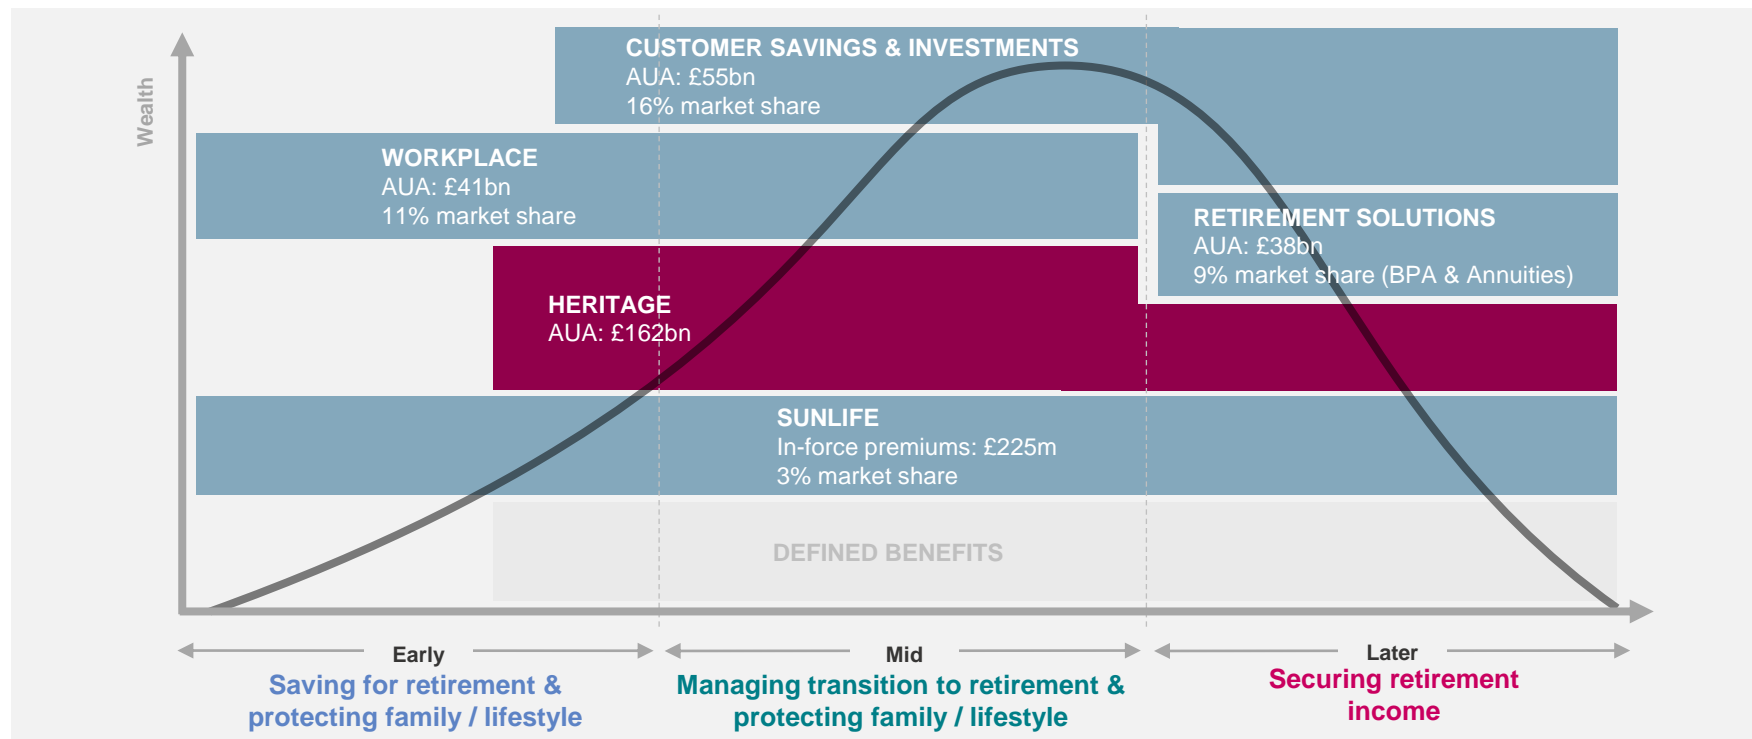 Wealth
CUSTOMER SAVINGS & INVESTMENTS
AUA: £55bn
16% market share
WORKPLACE
AUA: £41bn
11% market share
RETIREMENT SOLUTIONS
AUA: £38bn
9% market share (BPA & Annuities)
HERITAGE
AUA: £162bn
SUNLIFE
In-force premiums: £225m
3% market share
DEFINED BENEFITS
Early
Saving for retirement &
protecting family / lifestyle
Mid
Managing transition to retirement &
protecting family / lifestyle
Later
Securing retirement
income